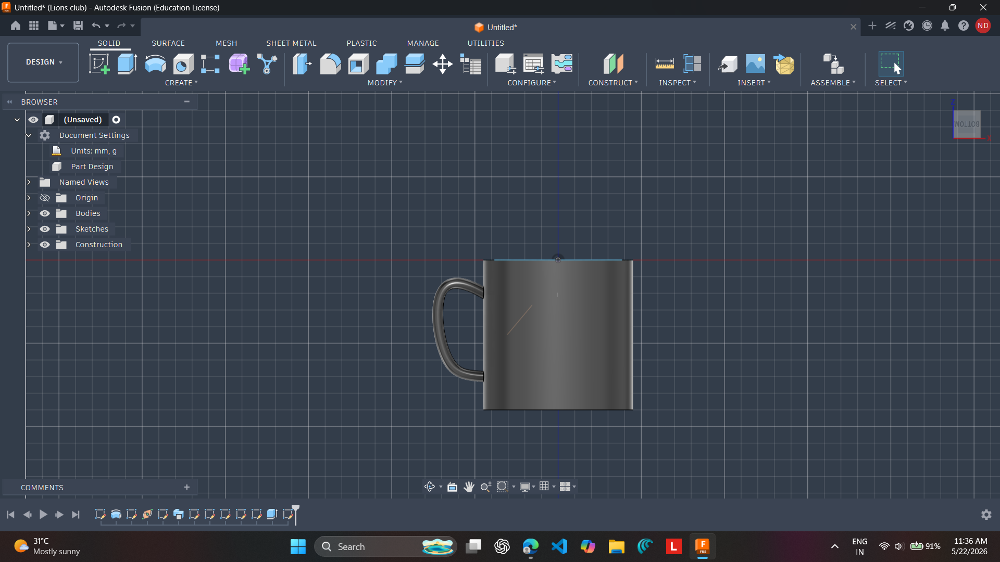 Untitled* (Lions club) - Autodesk Fusion (Education License)
Untitled*
ND
SOLID
SURFACE
MESH
SHEET METAL
PLASTIC
MANAGE
UTILITIES
DESIGN
CREATE
MODIFY
CONFIGURE
CONSTRUCT
INSPECT
INSERT
ASSEMBLE
SELECT
BROWSER
(Unsaved)
Document Settings
Units: mm, g
Part Design
Named Views
Origin
Bodies
Sketches
Construction
Z
BOTTOM
X
COMMENTS
31°C
Mostly sunny
Search
L
F
FUS
ENG
IN
91%
11:36 AM
5/22/2026